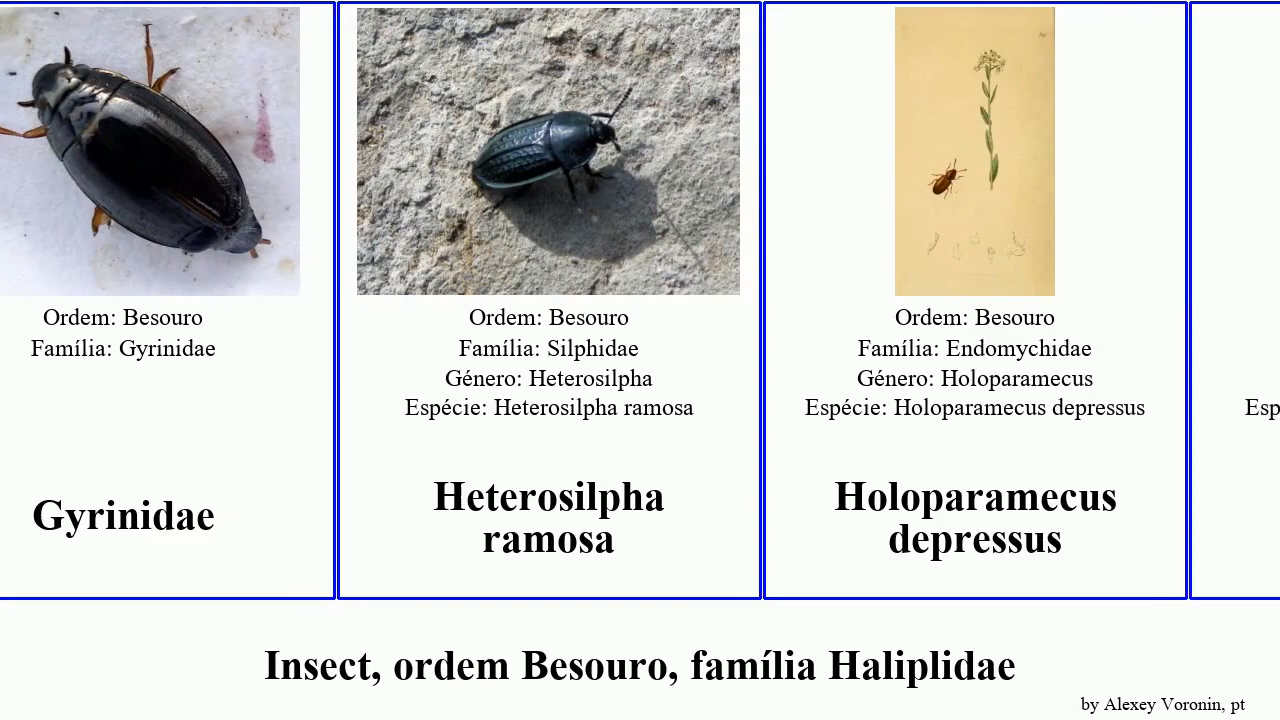 Ordem: Besouro
Família: Gyrinidae
Gyrinidae
Ordem: Besouro
Família: Silphidae
Género: Heterosilpha
Espécie: Heterosilpha ramosa
Heterosilpha
ramosa
Ordem: Besouro
Família: Endomychidae
Género: Holoparamecus
Espécie: Holoparamecus depressus
Holoparamecus
depressus
Esp
Insect, ordem Besouro, família Haliplidae
by Alexey Voronin, pt